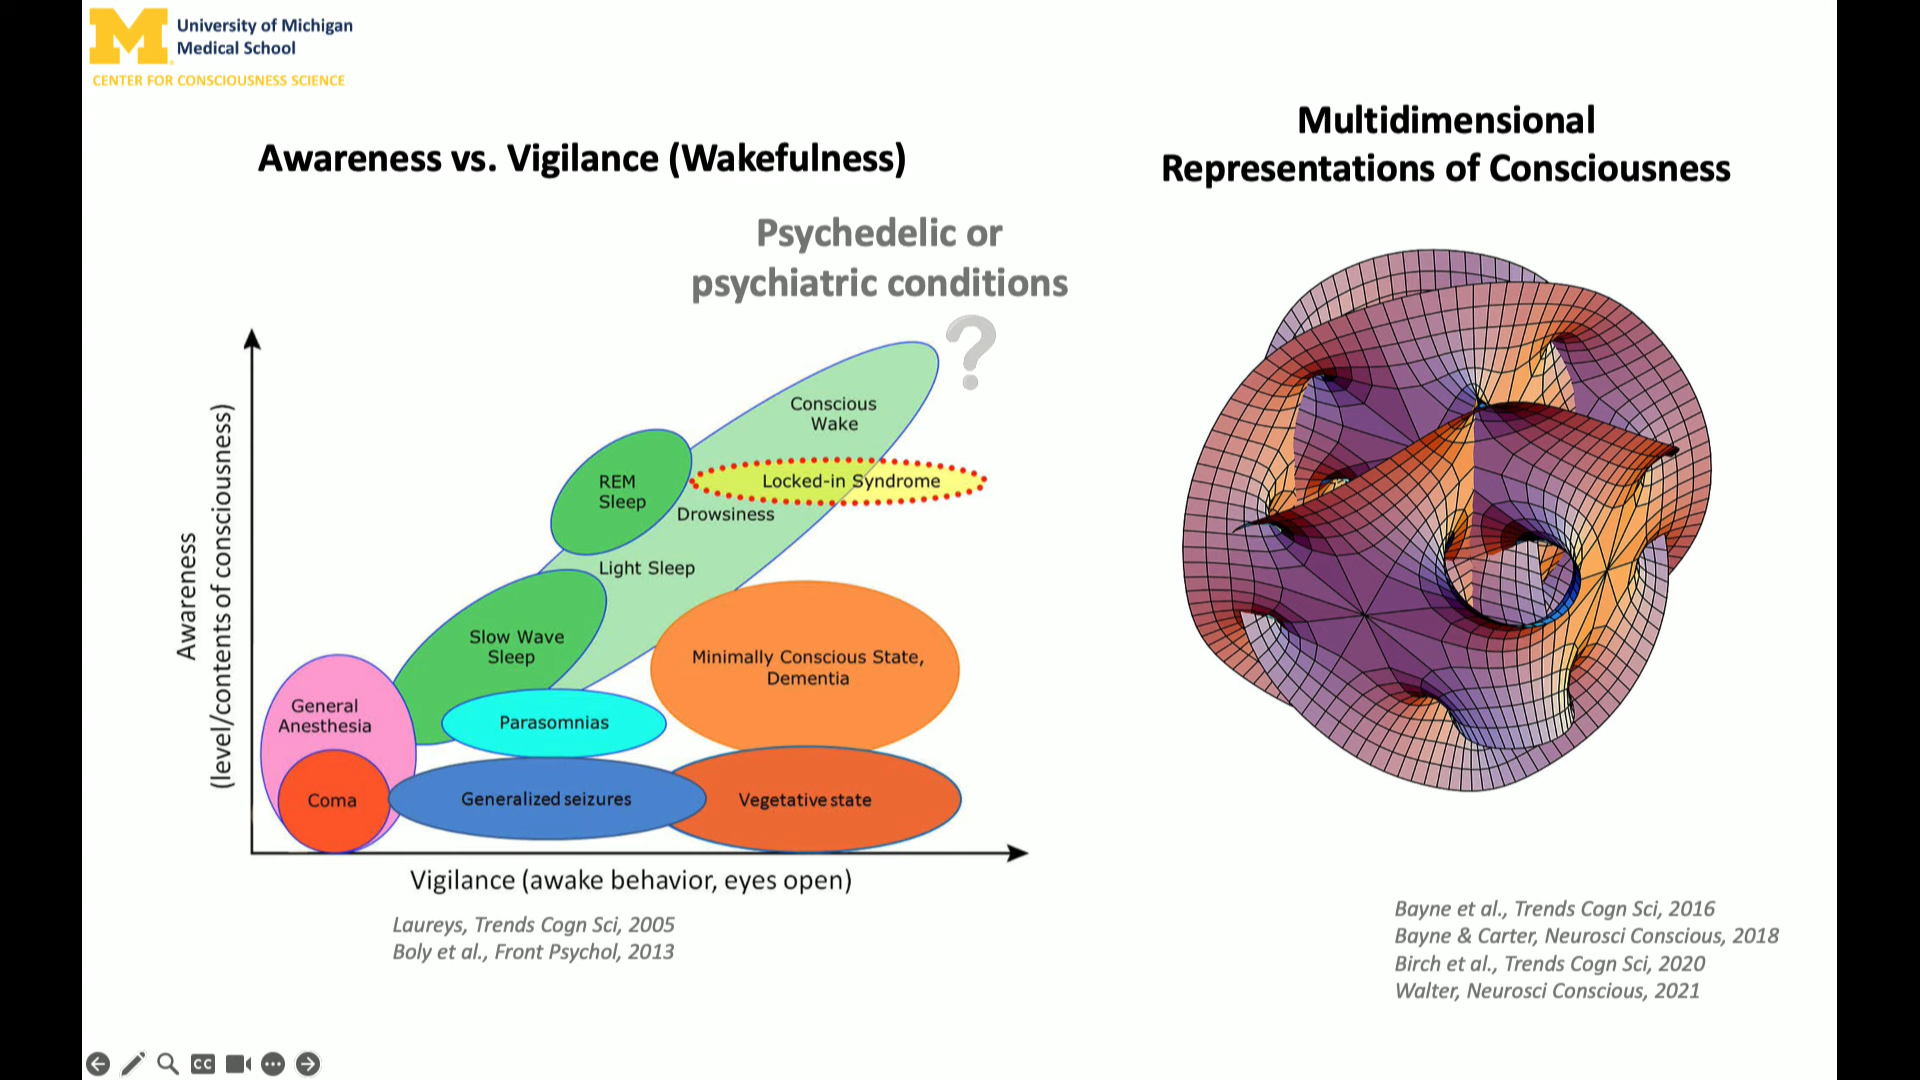 University of Michigan
Medical School
CENTER FOR CONSCIOUSNESS SCIENCE
Awareness vs. Vigilance (Wakefulness)
Psychedelic or
psychiatric conditions
?
Conscious
Wake
REM
Sleep
Locked-in Syndrome
Drowsiness
Light Sleep
Slow Wave
Sleep
Minimally Conscious State,
Dementia
General
Anesthesia
Parasomnias
Coma
Generalized seizures
Vegetative state
Awareness
(level/contents of consciousness)
Vigilance (awake behavior, eyes open)
Laureys, Trends Cogn Sci, 2005
Boly et al., Front Psychol, 2013
Multidimensional
Representations of Consciousness
Bayne et al., Trends Cogn Sci, 2016
Bayne & Carter, Neurosci Conscious, 2018
Birch et al., Trends Cogn Sci, 2020
Walter, Neurosci Conscious, 2021
CC